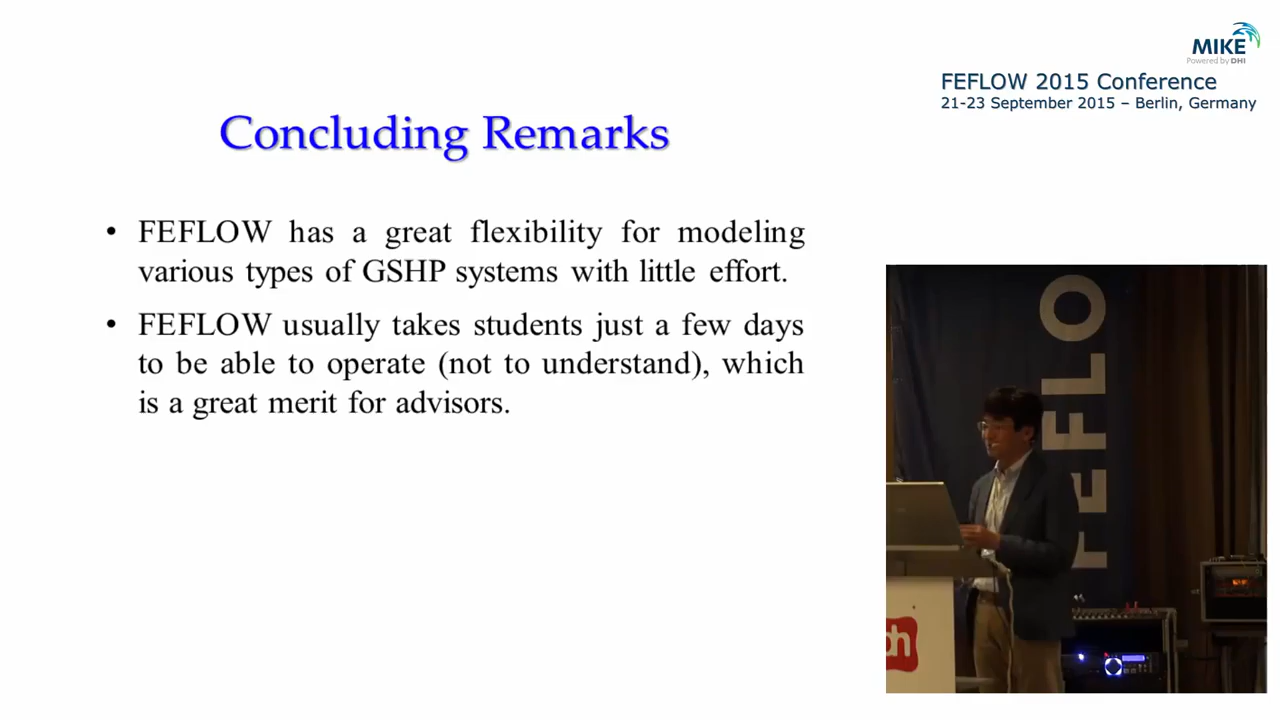 MIKE
Powered by DHI
FEFLOW 2015 Conference
21-23 September 2015 – Berlin, Germany
Concluding Remarks
• FEFLOW has a great flexibility for modeling
various types of GSHP systems with little effort.
• FEFLOW usually takes students just a few days
to be able to operate (not to understand), which
is a great merit for advisors.
FEFLO